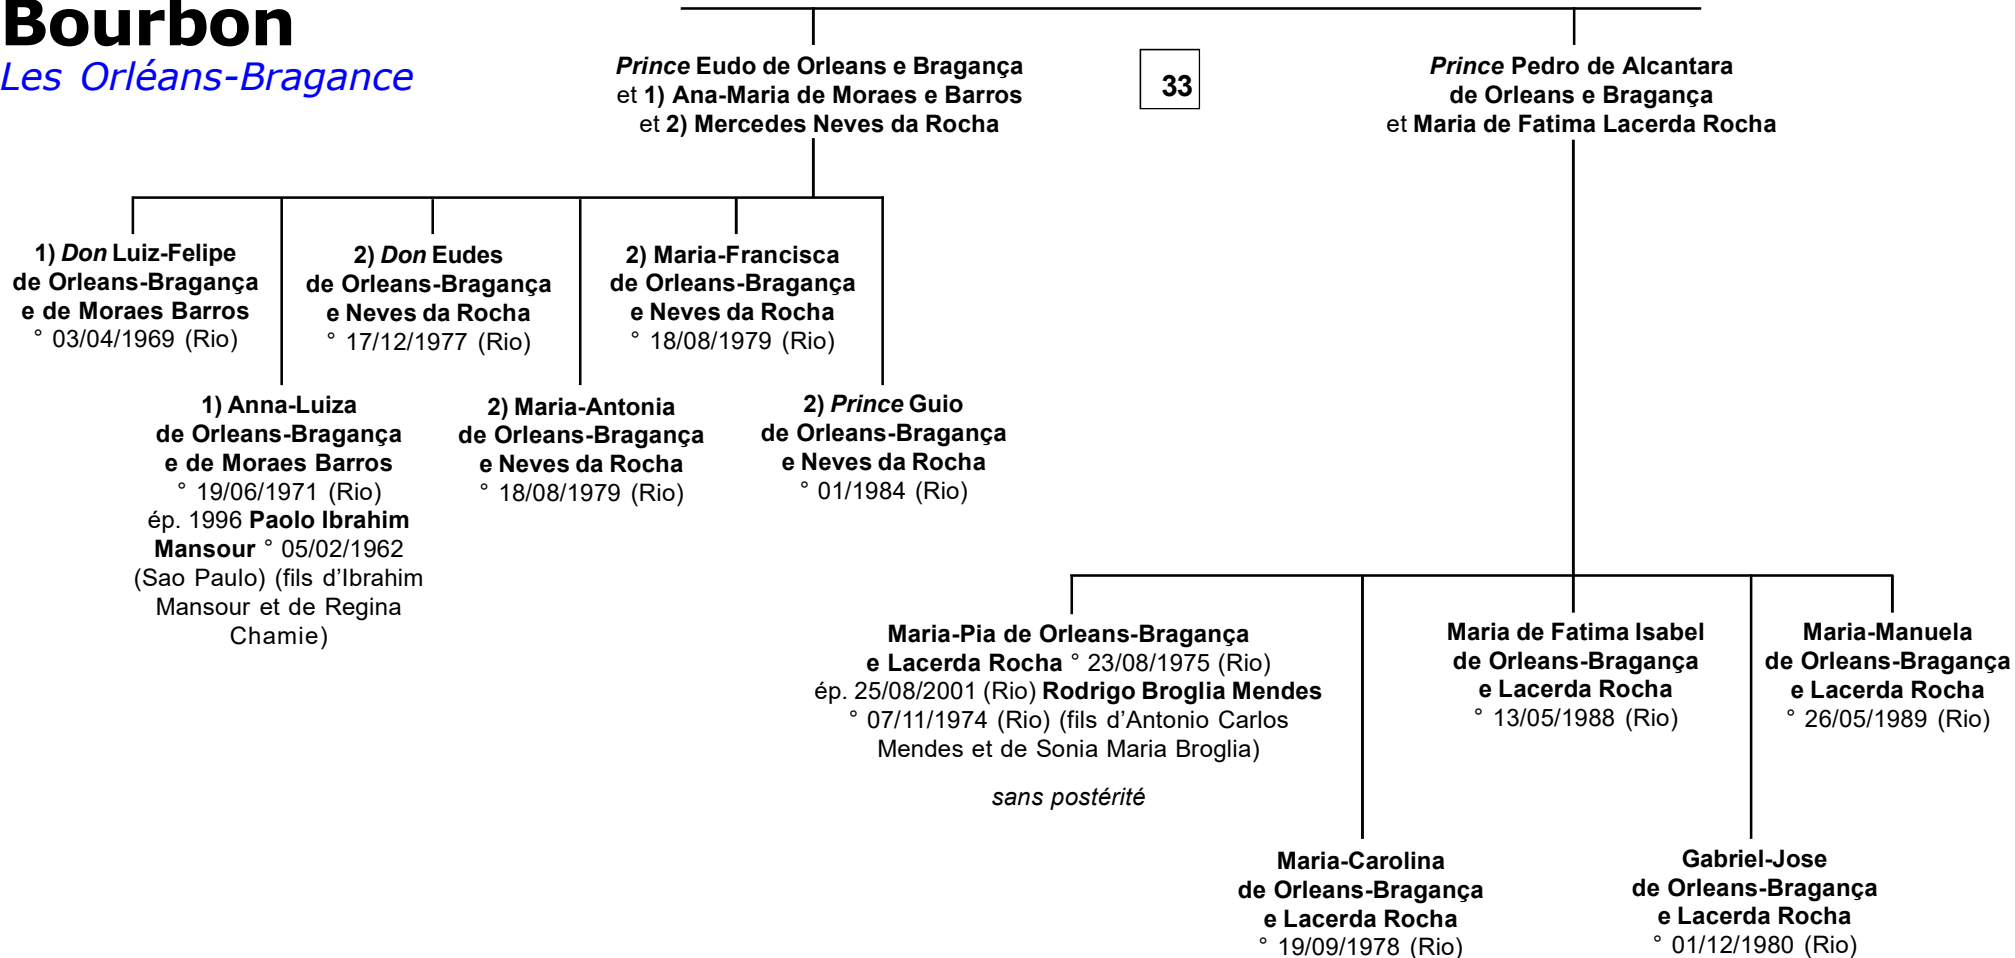 Bourbon
Les Orléans-Bragance
Prince Eudo de Orleans e Bragança
et 1) Ana-Maria de Moraes e Barros
et 2) Mercedes Neves da Rocha
33
Prince Pedro de Alcantara
de Orleans e Bragança
et Maria de Fatima Lacerda Rocha
1) Don Luiz-Felipe
de Orleans-Bragança
e de Moraes Barros
° 03/04/1969 (Rio)
2) Don Eudes
de Orleans-Bragança
e Neves da Rocha
° 17/12/1977 (Rio)
2) Maria-Francisca
de Orleans-Bragança
e Neves da Rocha
° 18/08/1979 (Rio)
1) Anna-Luiza
de Orleans-Bragança
e de Moraes Barros
° 19/06/1971 (Rio)
ép. 1996 Paolo Ibrahim
Mansour ° 05/02/1962
(Sao Paulo) (fils d'Ibrahim
Mansour et de Regina
Chamie)
2) Maria-Antonia
de Orleans-Bragança
e Neves da Rocha
° 18/08/1979 (Rio)
2) Prince Guio
de Orleans-Bragança
e Neves da Rocha
° 01/1984 (Rio)
Maria-Pia de Orleans-Bragança
e Lacerda Rocha ° 23/08/1975 (Rio)
ép. 25/08/2001 (Rio) Rodrigo Broglia Mendes
° 07/11/1974 (Rio) (fils d'Antonio Carlos
Mendes et de Sonia Maria Broglia)
sans postérité
Maria de Fatima Isabel
de Orleans-Bragança
e Lacerda Rocha
° 13/05/1988 (Rio)
Maria-Manuela
de Orleans-Bragança
e Lacerda Rocha
° 26/05/1989 (Rio)
Maria-Carolina
de Orleans-Bragança
e Lacerda Rocha
° 19/09/1978 (Rio)
Gabriel-Jose
de Orleans-Bragança
e Lacerda Rocha
° 01/12/1980 (Rio)